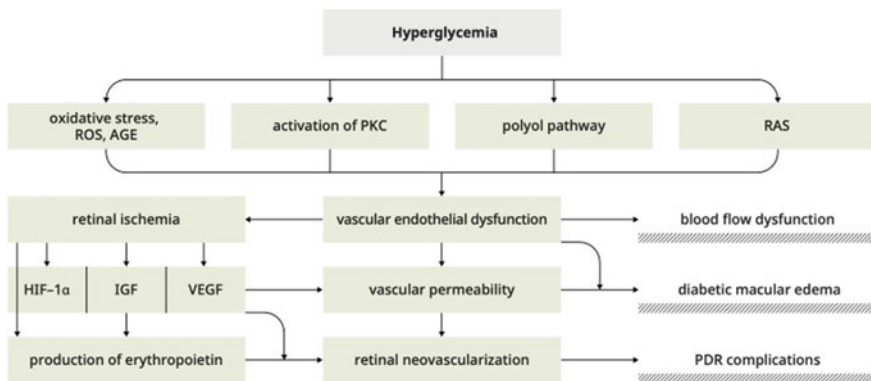 Hyperglycemia
oxidative stress,
ROS, AGE
activation of PKC
polyol pathway
RAS
retinal ischemia
vascular endothelial dysfunction
blood flow dysfunction
HIF–1α
IGF
VEGF
vascular permeability
diabetic macular edema
production of erythropoietin
retinal neovascularization
PDR complications